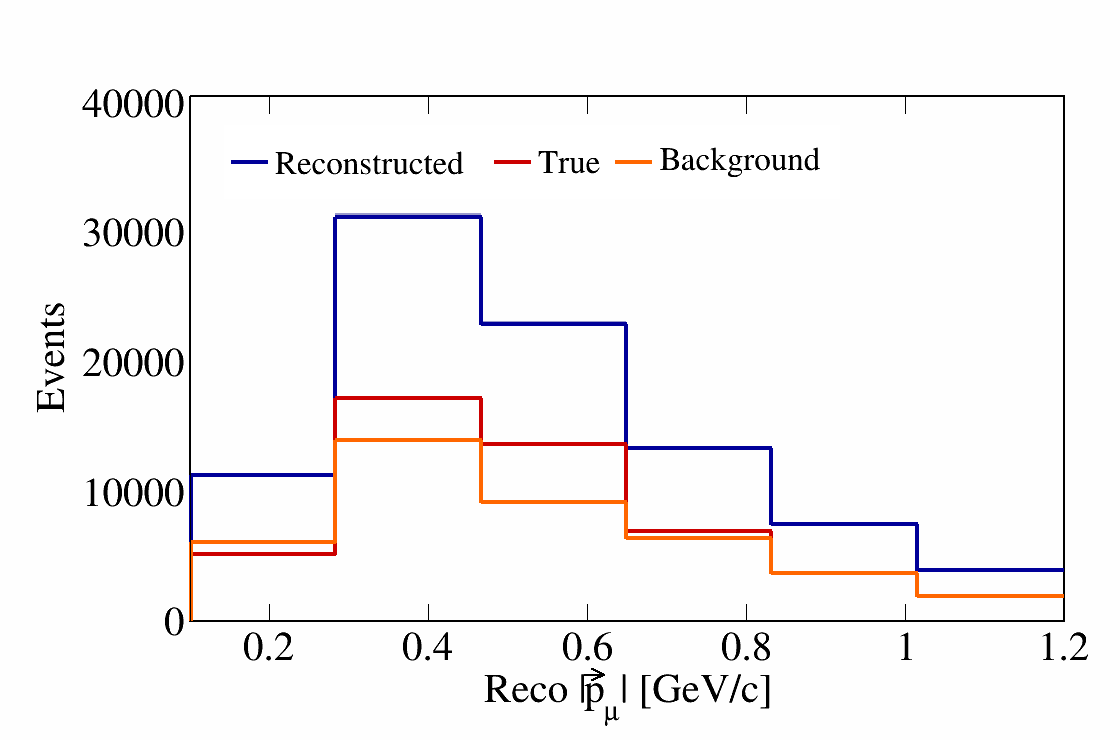 40000
Reconstructed True Background
30000
20000
10000
0
Events
0.2 0.4 0.6 0.8 1 1.2
Reco |p⃗μ| [GeV/c]